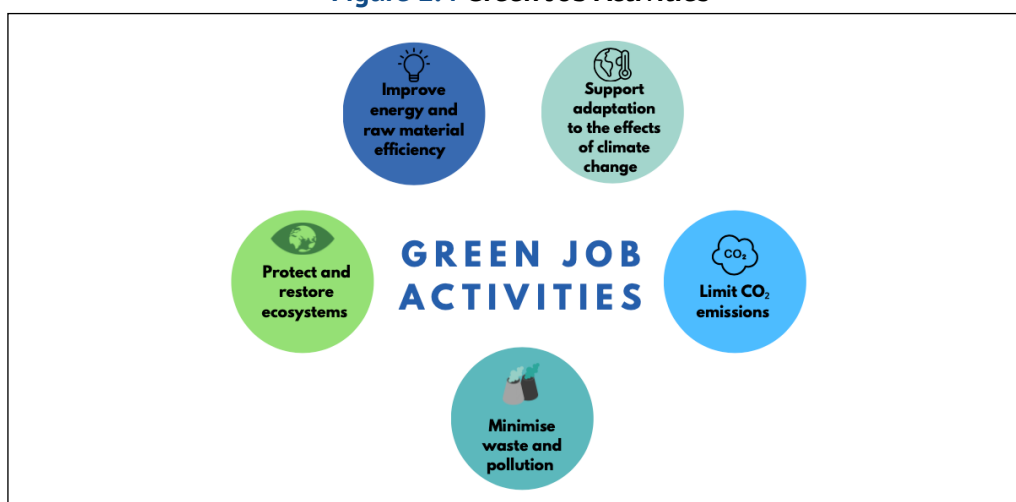 Improve
energy and
raw material
efficiency
Support
adaptation
to the effects
of climate
change
Protect and
restore
ecosystems
GREEN JOB
ACTIVITIES
CO₂
Limit CO₂
emissions
Minimise
waste and
pollution